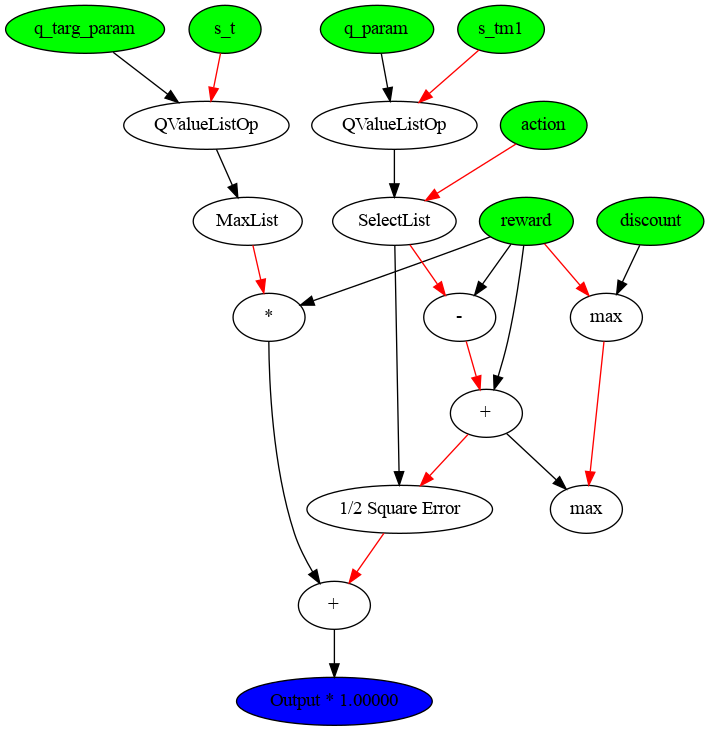 q_targ_param
s_t
q_param
s_tm1
QValueListOp
QValueListOp
action
MaxList
SelectList
reward
discount
*
-
max
+
1/2 Square Error
max
+
Output * 1.00000